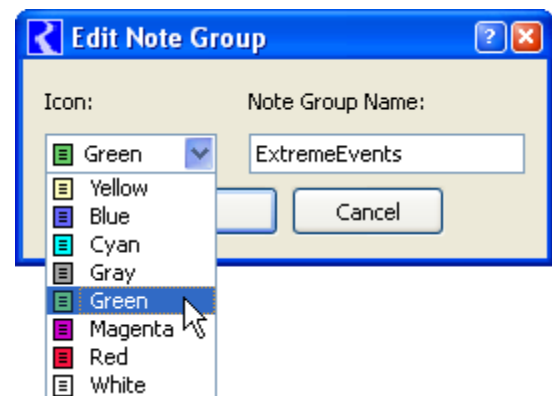 Edit Note Group
Icon: Note Group Name:
Green ExtremeEvents
Yellow
Blue
Cancel
Cyan
Gray
Green
Magenta
Red
White